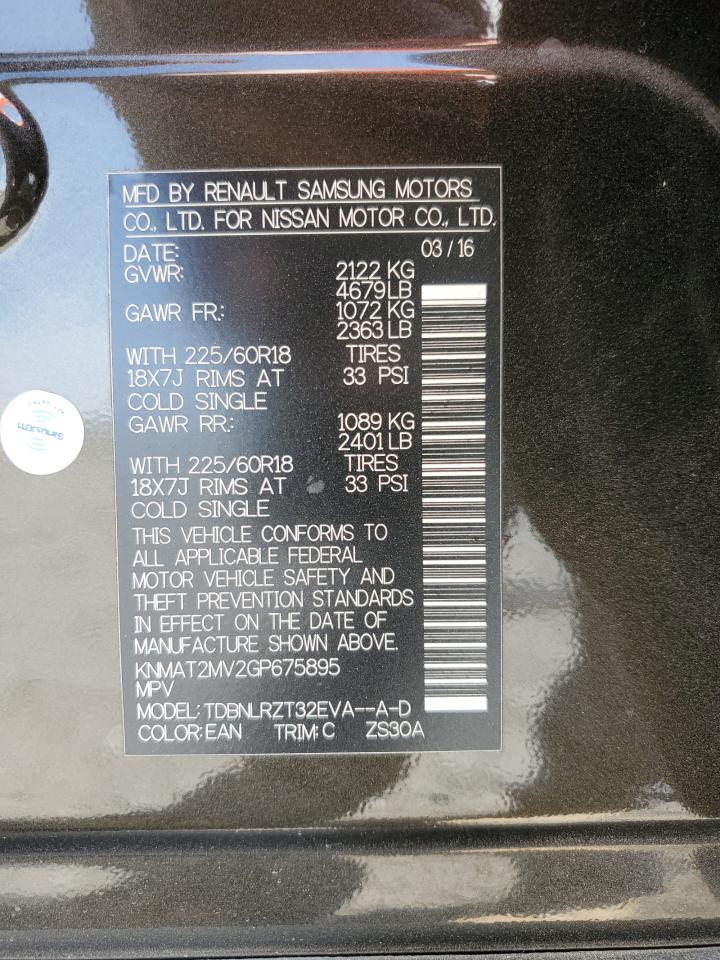 MFD BY RENAULT SAMSUNG MOTORS
CO., LTD. FOR NISSAN MOTOR CO., LTD.
DATE: 03 / 16
GVWR: 2122 KG
4679 LB
GAWR FR.: 1072 KG
2363 LB
WITH 225/60R18 TIRES
18X7J RIMS AT 33 PSI
COLD SINGLE
GAWR RR.: 1089 KG
2401 LB
WITH 225/60R18 TIRES
18X7J RIMS AT 33 PSI
COLD SINGLE
THIS VEHICLE CONFORMS TO
ALL APPLICABLE FEDERAL
MOTOR VEHICLE SAFETY AND
THEFT PREVENTION STANDARDS
IN EFFECT ON THE DATE OF
MANUFACTURE SHOWN ABOVE.
KNMAT2MV2GP675895
MPV
MODEL: TDBNLRZT32EVA--A-D
COLOR: EAN TRIM: C ZS30A